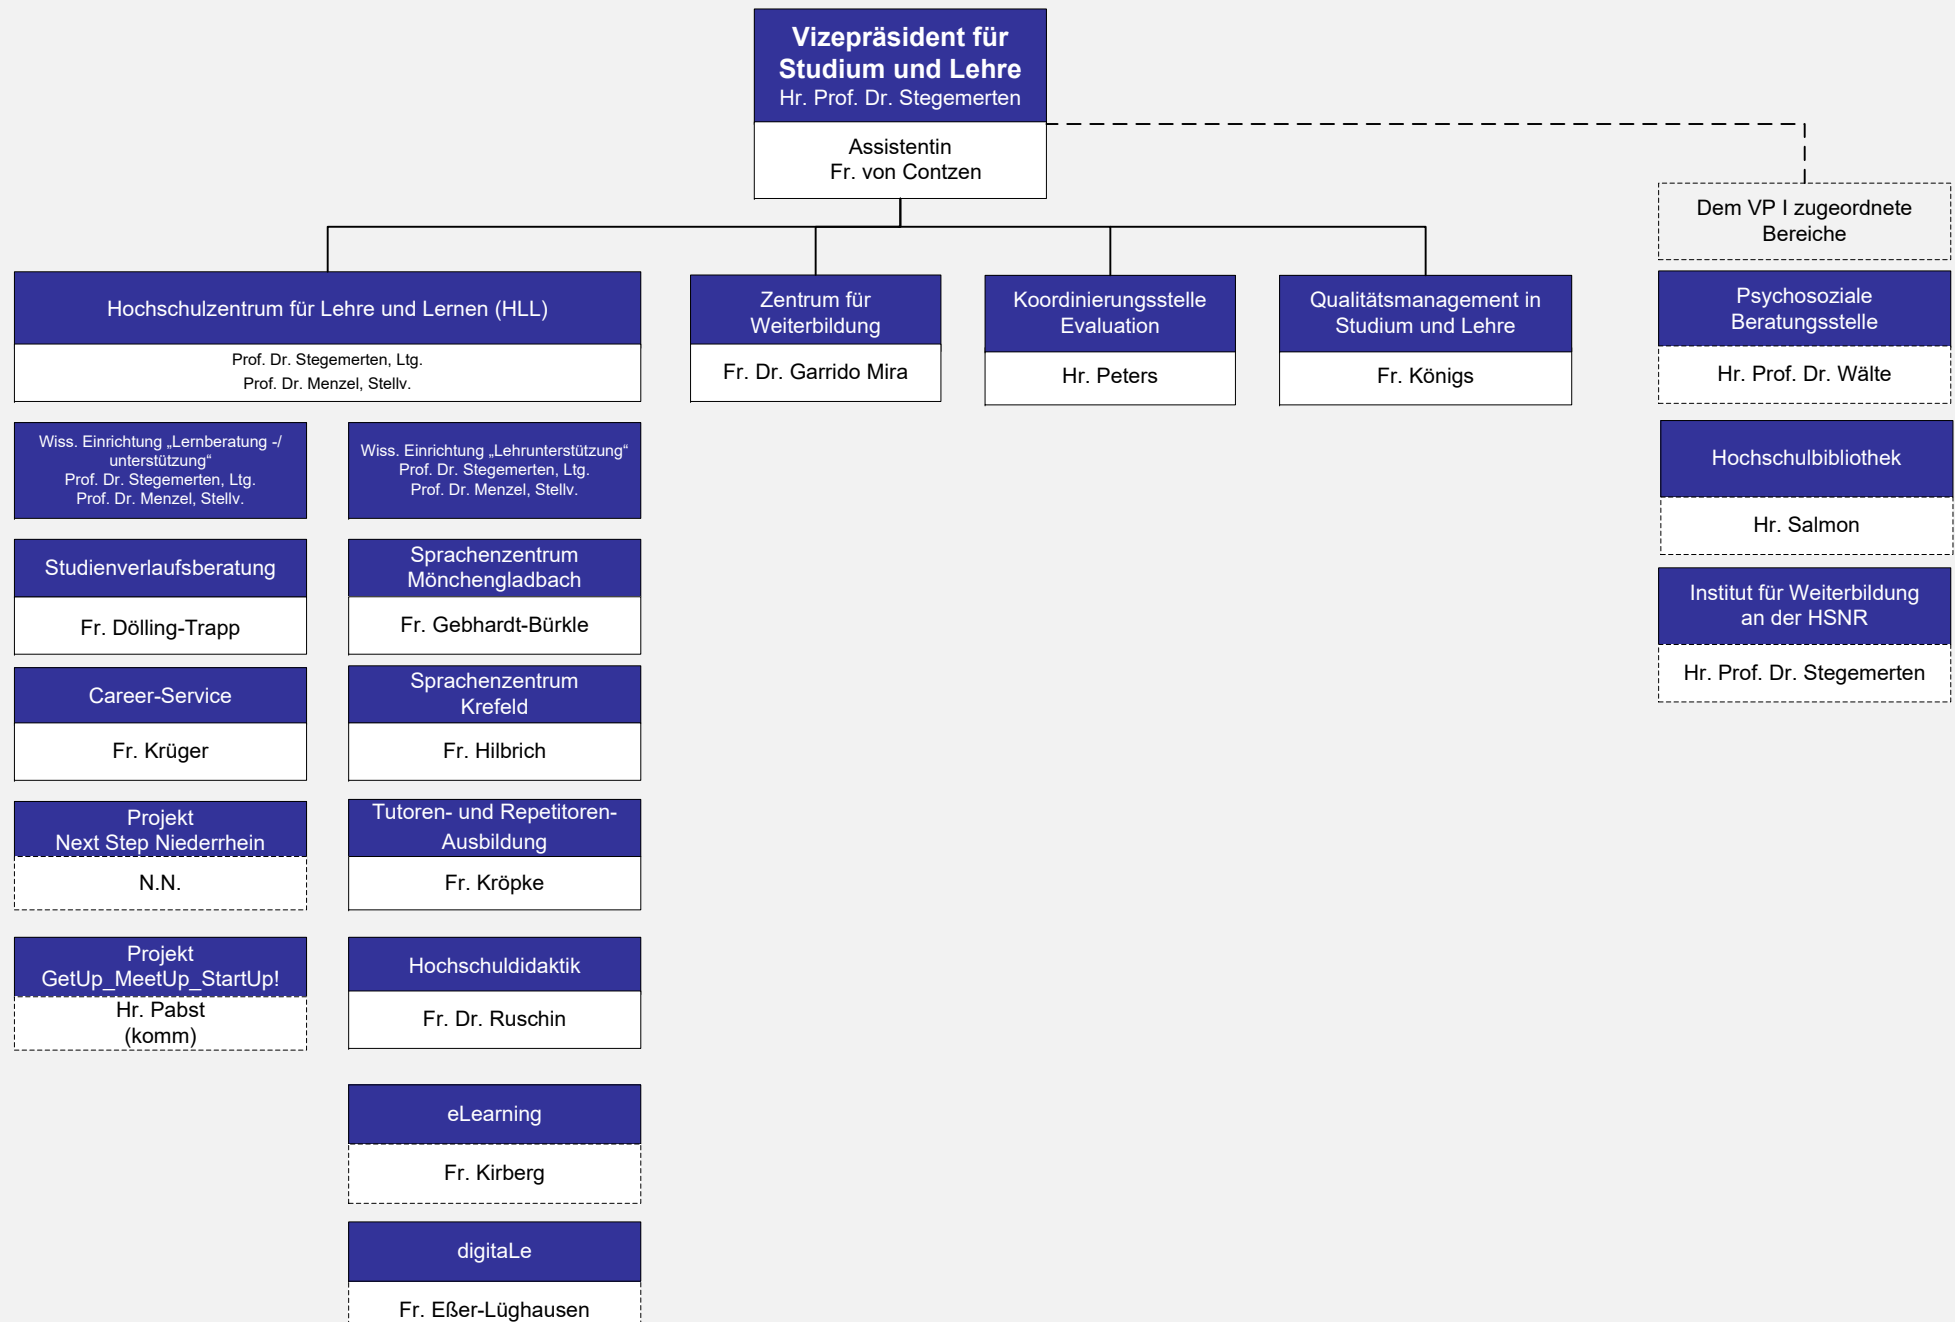 Vizepräsident für
Studium und Lehre
Hr. Prof. Dr. Stegemerten
Assistentin
Fr. von Contzen
Dem VP I zugeordnete
Bereiche
Hochschulzentrum für Lehre und Lernen (HLL)
Prof. Dr. Stegemerten, Ltg.
Prof. Dr. Menzel, Stellv.
Zentrum für
Weiterbildung
Fr. Dr. Garrido Mira
Koordinierungsstelle
Evaluation
Hr. Peters
Qualitätsmanagement in
Studium und Lehre
Fr. Königs
Psychosoziale
Beratungsstelle
Hr. Prof. Dr. Wälte
Hochschulbibliothek
Hr. Salmon
Institut für Weiterbildung
an der HSNR
Hr. Prof. Dr. Stegemerten
Wiss. Einrichtung „Lernberatung -/
unterstützung“
Prof. Dr. Stegemerten, Ltg.
Prof. Dr. Menzel, Stellv.
Studienverlaufsberatung
Fr. Dölling-Trapp
Career-Service
Fr. Krüger
Projekt
Next Step Niederrhein
N.N.
Projekt
GetUp_MeetUp_StartUp!
Hr. Pabst
(komm)
Wiss. Einrichtung „Lehrunterstützung“
Prof. Dr. Stegemerten, Ltg.
Prof. Dr. Menzel, Stellv.
Sprachenzentrum
Mönchengladbach
Fr. Gebhardt-Bürkle
Sprachenzentrum
Krefeld
Fr. Hilbrich
Tutoren- und Repetitoren-
Ausbildung
Fr. Kröpke
Hochschuldidaktik
Fr. Dr. Ruschin
eLearning
Fr. Kirberg
digitaLe
Fr. Eßer-Lüghausen